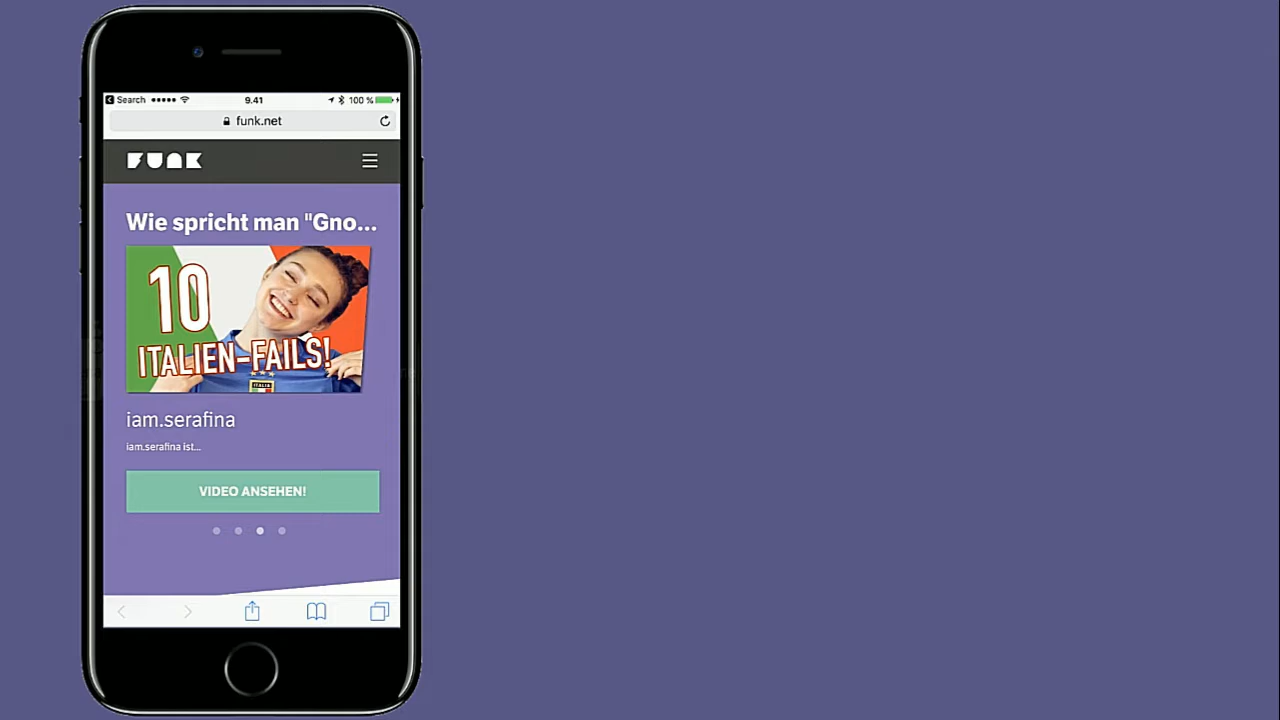 Search
9.41
100 %
funk.net
FUNK
Wie spricht man "Gno...
10
ITALIEN-FAILS!
ITALIA
iam.serafina
iam.serafina ist...
VIDEO ANSEHEN!